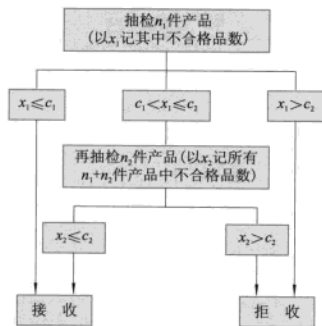 抽检n₁件产品
(以x₁记其中不合格品数)
x₁≤c₁
c₁<x₁≤c₂
x₁>c₂
再抽检n₂件产品(以x₂记所有
n₁+n₂件产品中不合格品数)
x₂≤c₂
x₂>c₂
接 收
拒 收